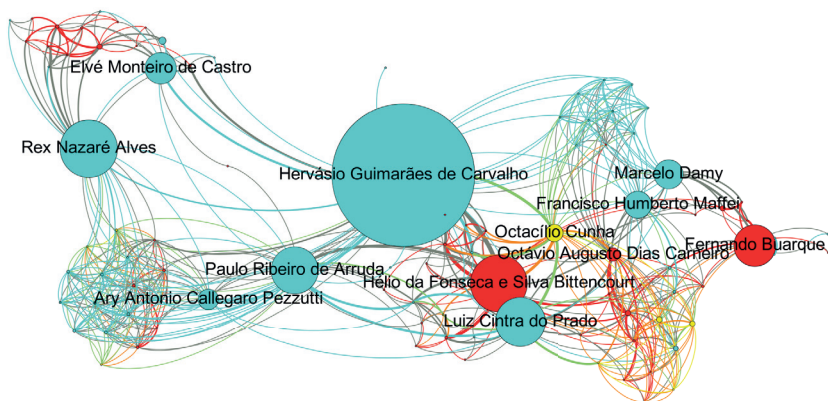 Elvé Monteiro de Castro
Rex Nazaré Alves
Hervásio Guimarães de Carvalho
Marcelo Damy
Francisco Humberto Maffei
Octacílio Cunha
Fernando Buarque
Octávio Augusto Dias Carneiro
Paulo Ribeiro de Arruda
Hélio da Fonseca e Silva Bittencourt
Ary Antonio Callegaro Pezzutti
Luiz Cintra do Prado